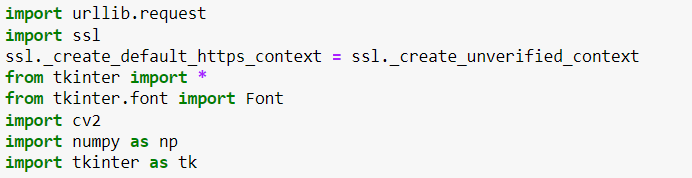 import urllib.request
import ssl
ssl._create_default_https_context = ssl._create_unverified_context
from tkinter import *
from tkinter.font import Font
import cv2
import numpy as np
import tkinter as tk